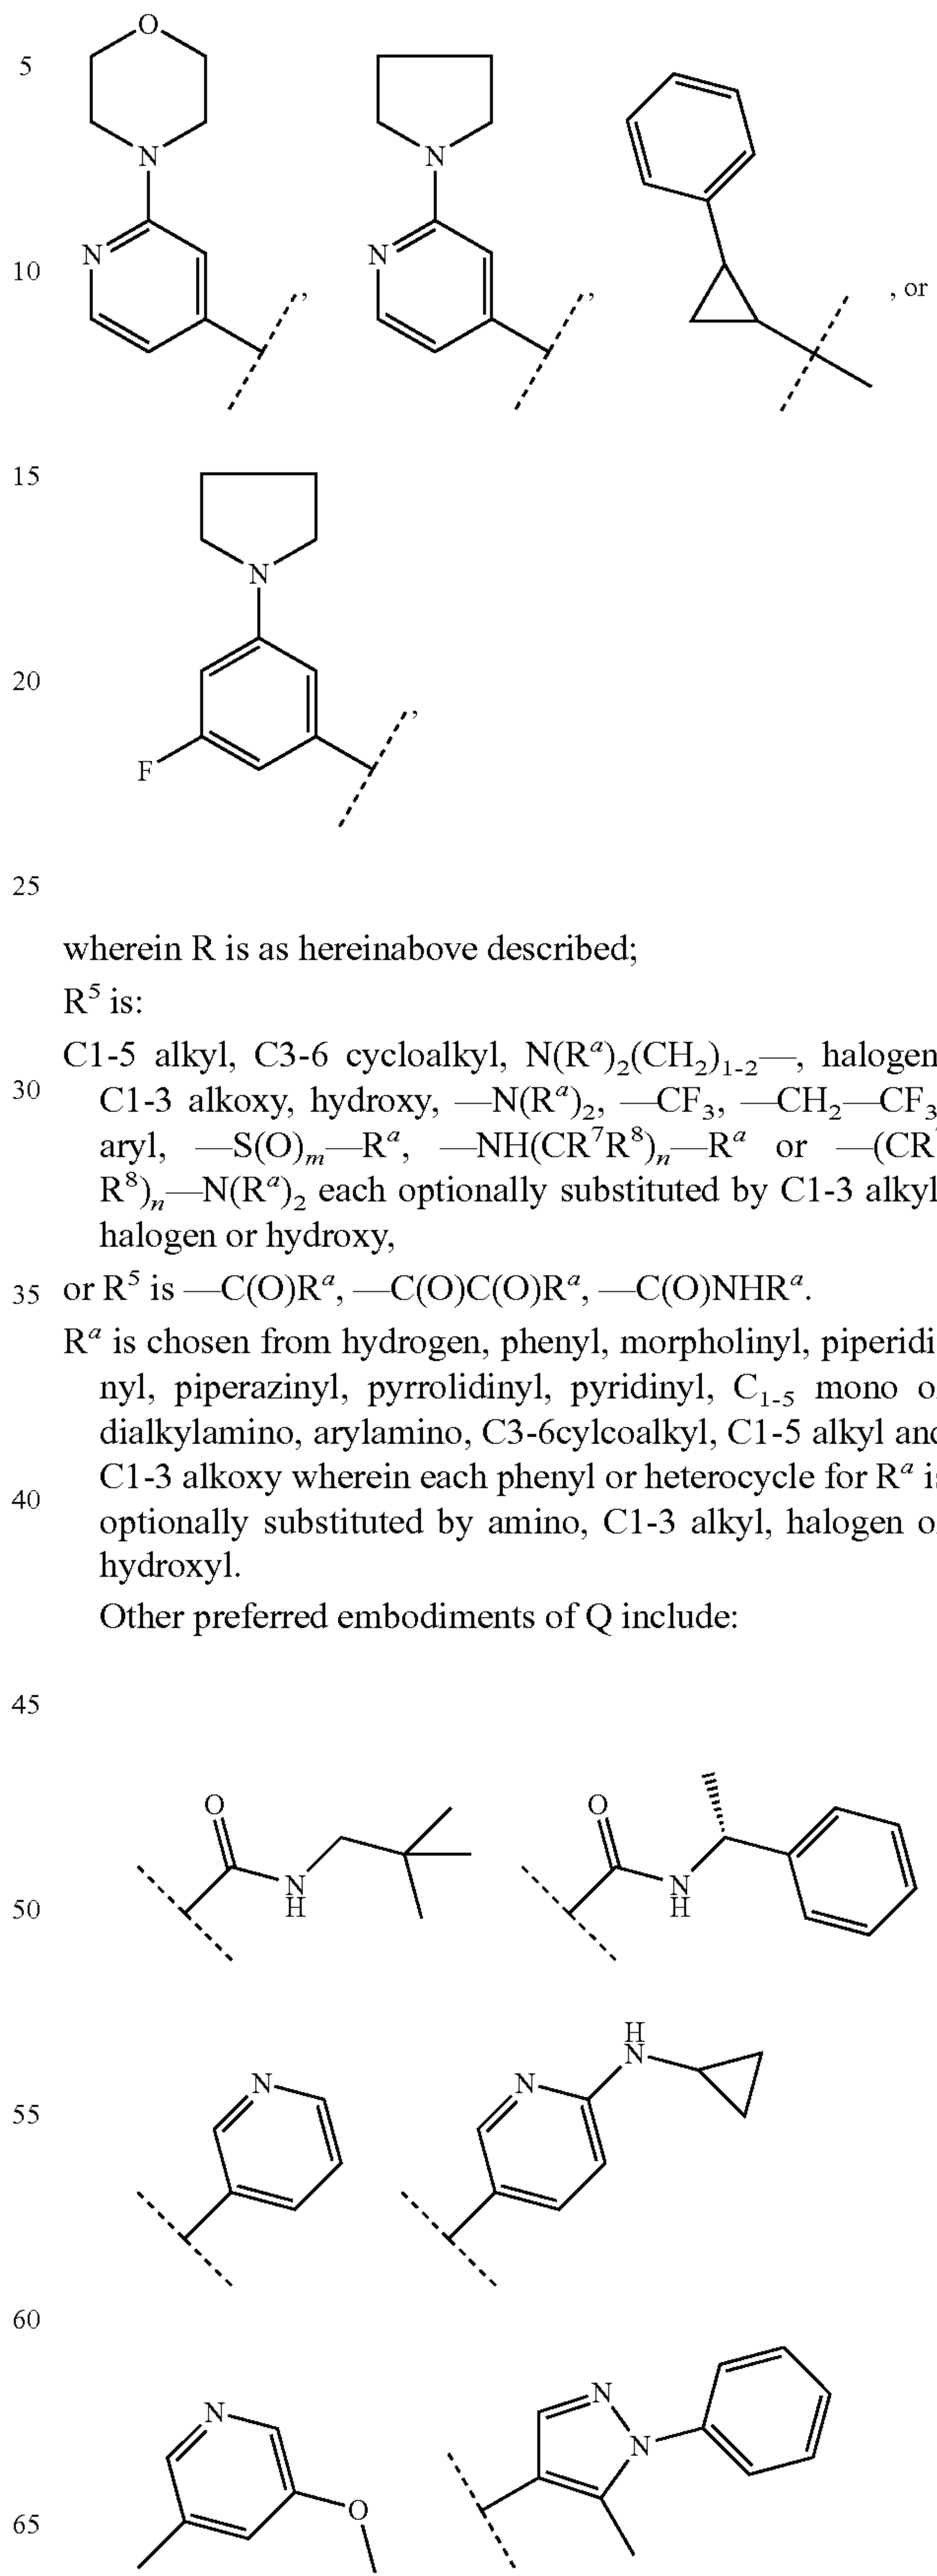 5
O
N
N
N
N
10
, , , or
15
N
20
F ,
25
wherein R is as hereinabove described;
R⁵ is:
C1-5 alkyl, C3-6 cycloalkyl, N(Rᵃ)₂(CH₂)₁₋₂—, halogen
30 C1-3 alkoxy, hydroxy, —N(Rᵃ)₂, —CF₃, —CH₂—CF₃
aryl, —S(O)ₘ—Rᵃ, —NH(CR⁷R⁸)ₙ—Rᵃ or —(CR⁷
R⁸)ₙ—N(Rᵃ)₂ each optionally substituted by C1-3 alkyl
halogen or hydroxy,
35 or R⁵ is —C(O)Rᵃ, —C(O)C(O)Rᵃ, —C(O)NHRᵃ.
Rᵃ is chosen from hydrogen, phenyl, morpholinyl, piperidi
nyl, piperazinyl, pyrrolidinyl, pyridinyl, C₁₋₅ mono o
dialkylamino, arylamino, C3-6cylcoalkyl, C1-5 alkyl and
40 C1-3 alkoxy wherein each phenyl or heterocycle for Rᵃ is
optionally substituted by amino, C1-3 alkyl, halogen o
hydroxyl.
Other preferred embodiments of Q include:
45
O O
50 N H N H
55 N N H N
60
N N N
65 O